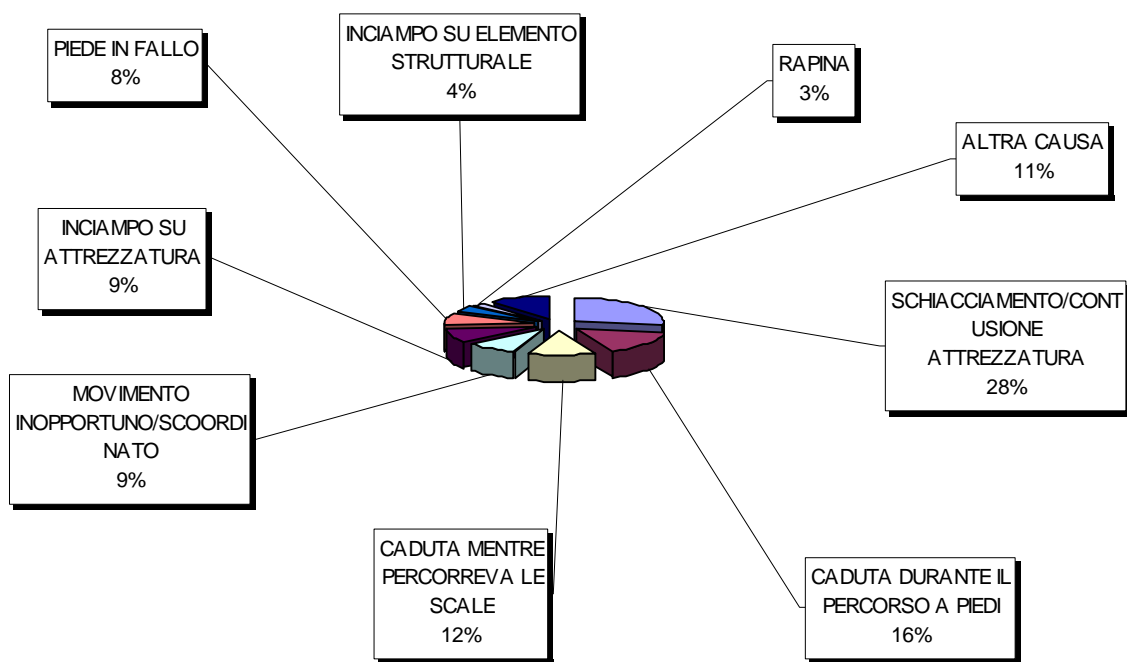 PIEDE IN FALLO
8%
INCIAMPO SU ELEMENTO
STRUTTURALE
4%
RAPINA
3%
ALTRA CAUSA
11%
INCIAMPO SU
ATTREZZATURA
9%
SCHIACCIAMENTO/CONT
USIONE
ATTREZZATURA
28%
MOVIMENTO
INOPPORTUNO/SCOORDI
NATO
9%
CADUTA MENTRE
PERCORREVA LE
SCALE
12%
CADUTA DURANTE IL
PERCORSO A PIEDI
16%